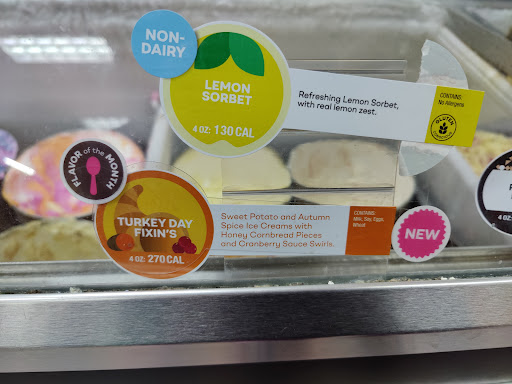 NON-
DAIRY
LEMON
SORBET
4 OZ: 130 CAL
Refreshing Lemon Sorbet,
with real lemon zest.
CONTAINS:
No Allergens
GLUTEN
FLAVOR of the MONTH
TURKEY DAY
FIXIN'S
4 OZ: 270 CAL
Sweet Potato and Autumn
Spice Ice Creams with
Honey Cornbread Pieces
and Cranberry Sauce Swirls.
CONTAINS:
Milk, Soy, Eggs,
Wheat
NEW
4 OZ: